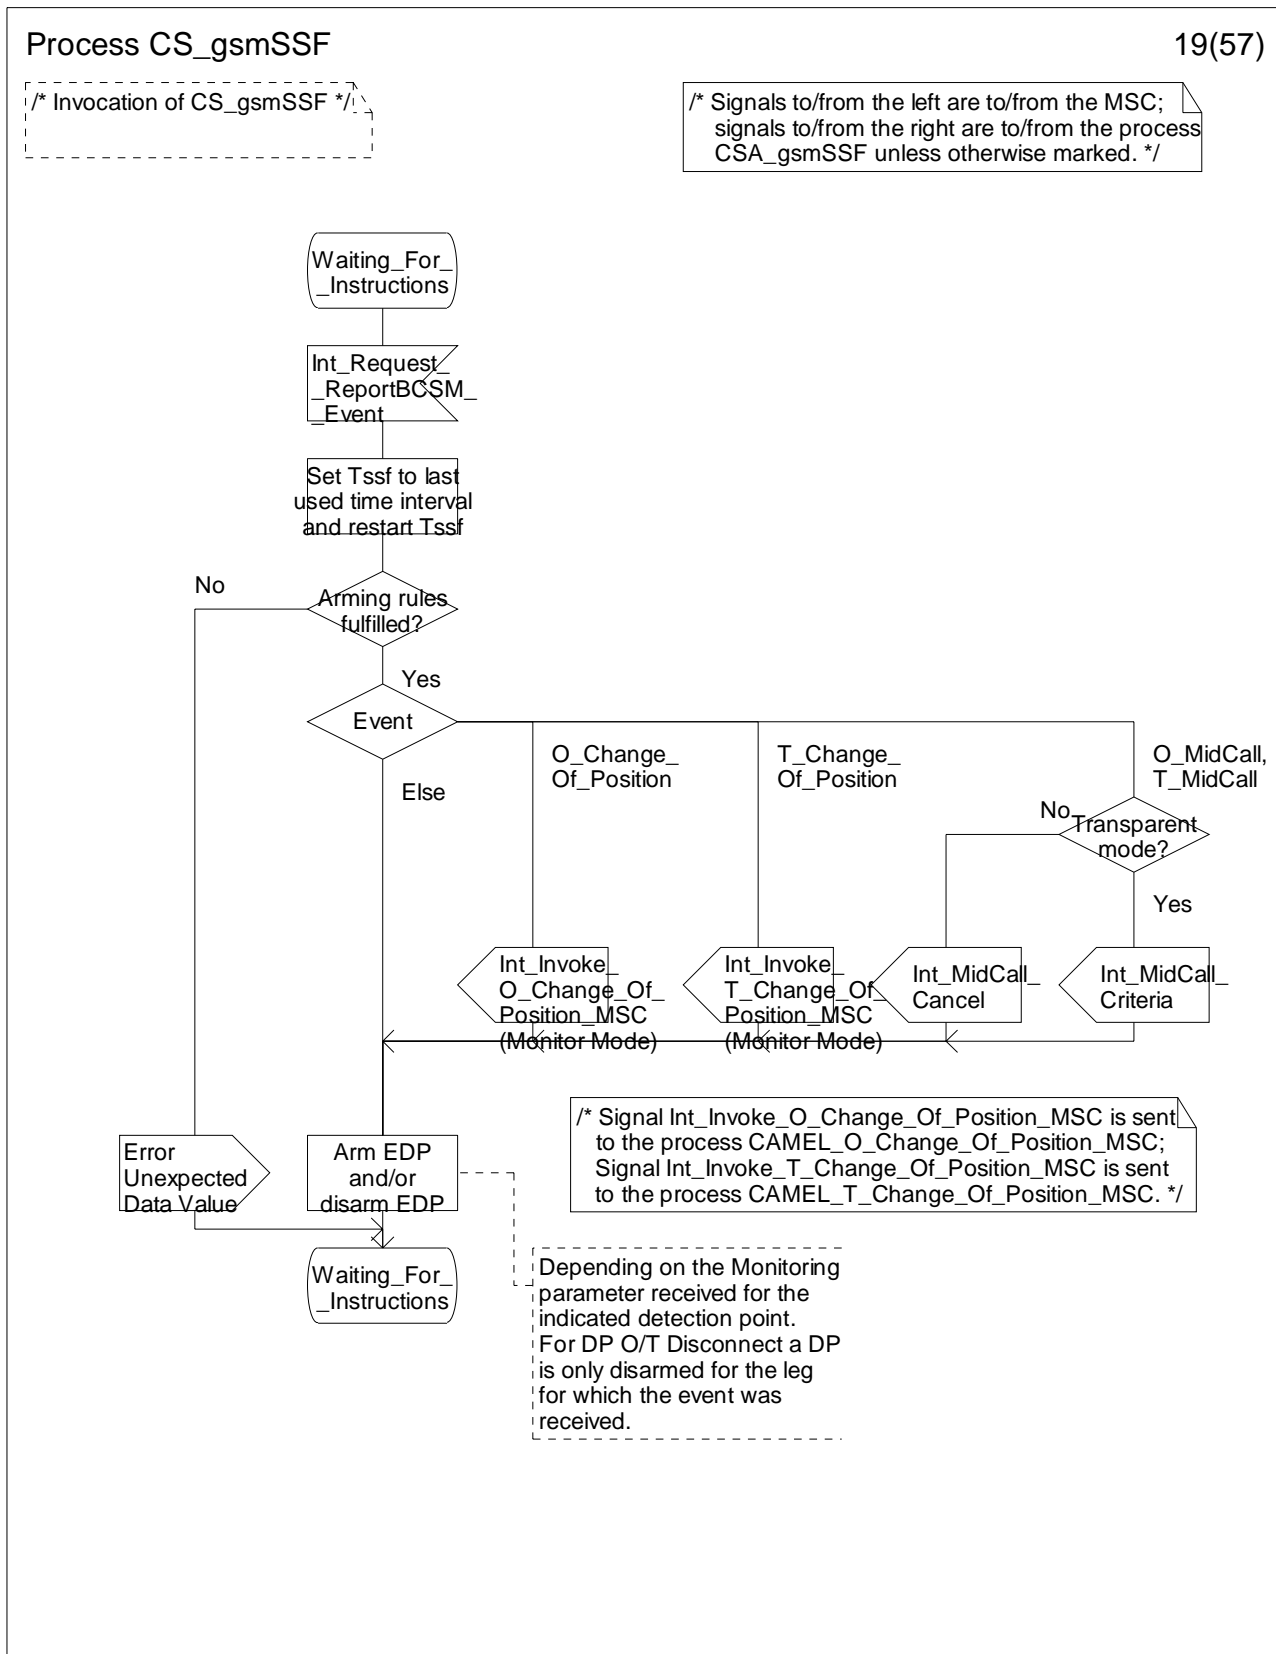 Process CS_gsmSSF
19(57)
/* Invocation of CS_gsmSSF */
/* Signals to/from the left are to/from the MSC;
signals to/from the right are to/from the process
CSA_gsmSSF unless otherwise marked. */
Waiting_For_
_Instructions
Int_Request_
_ReportBCSM_
_Event
Set Tssf to last
used time interval
and restart Tssf
No
Arming rules
fulfilled?
Yes
Event
O_Change_
Of_Position
T_Change_
Of_Position
O_MidCall,
T_MidCall
Else
No
Transparent
mode?
Yes
Int_Invoke_
O_Change_Of_
Position_MSC
(Monitor Mode)
Int_Invoke_
T_Change_Of_
Position_MSC
(Monitor Mode)
Int_MidCall_
Cancel
Int_MidCall_
Criteria
/* Signal Int_Invoke_O_Change_Of_Position_MSC is sent
to the process CAMEL_O_Change_Of_Position_MSC;
Signal Int_Invoke_T_Change_Of_Position_MSC is sent
to the process CAMEL_T_Change_Of_Position_MSC. */
Error
Unexpected
Data Value
Arm EDP
and/or
disarm EDP
Waiting_For_
_Instructions
Depending on the Monitoring
parameter received for the
indicated detection point.
For DP O/T Disconnect a DP
is only disarmed for the leg
for which the event was
received.